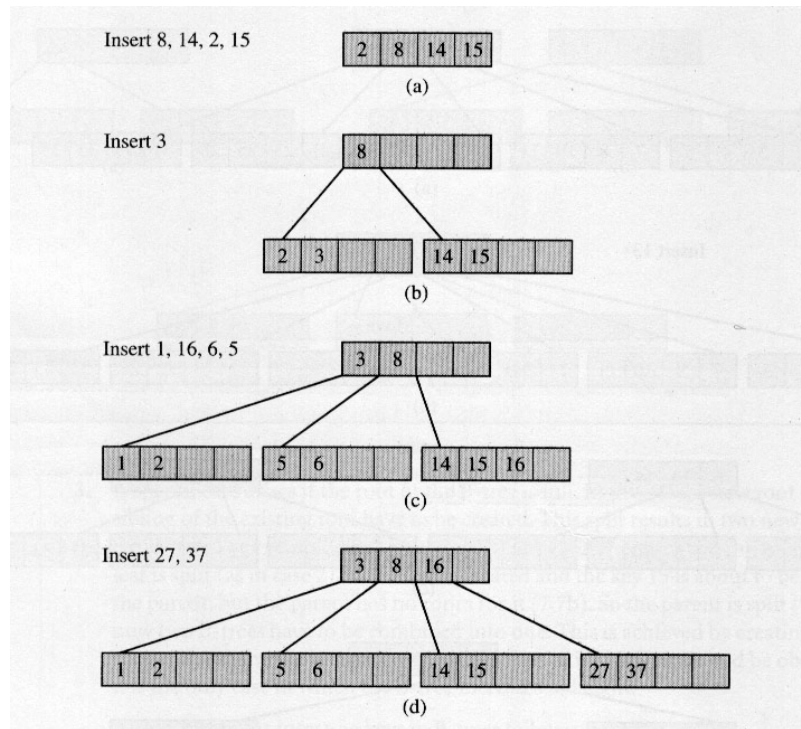 Insert 8, 14, 2, 15
2 8 14 15
(a)
Insert 3
8
2 3
14 15
(b)
Insert 1, 16, 6, 5
3 8
1 2
5 6
14 15 16
(c)
Insert 27, 37
3 8 16
1 2
5 6
14 15
27 37
(d)